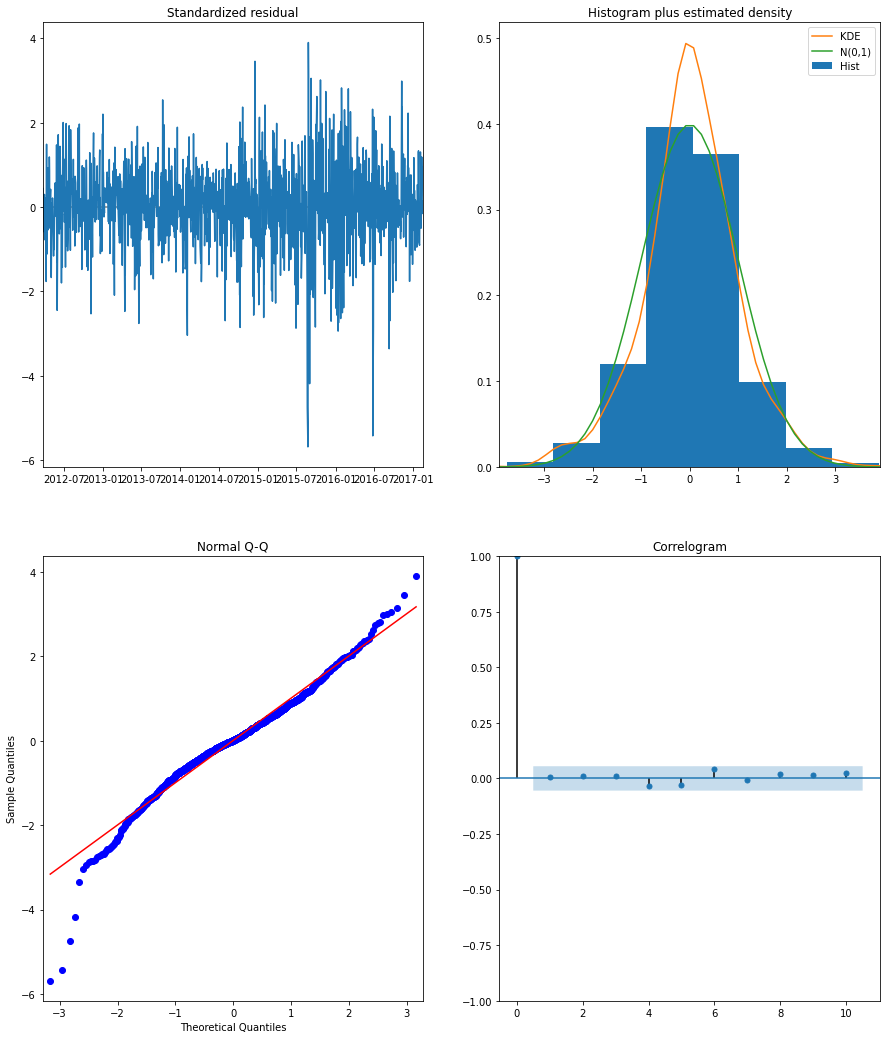 Standardized residual
4
2
0
−2
−4
−6
2012-07 2013-01 2013-07 2014-01 2014-07 2015-01 2015-07 2016-01 2016-07 2017-01
Histogram plus estimated density
KDE
N(0,1)
Hist
0.5
0.4
0.3
0.2
0.1
0.0
−3 −2 −1 0 1 2 3
Normal Q-Q
Sample Quantiles
4
2
0
−2
−4
−6
−3 −2 −1 0 1 2 3
Theoretical Quantiles
Correlogram
1.00
0.75
0.50
0.25
0.00
−0.25
−0.50
−0.75
−1.00
0 2 4 6 8 10